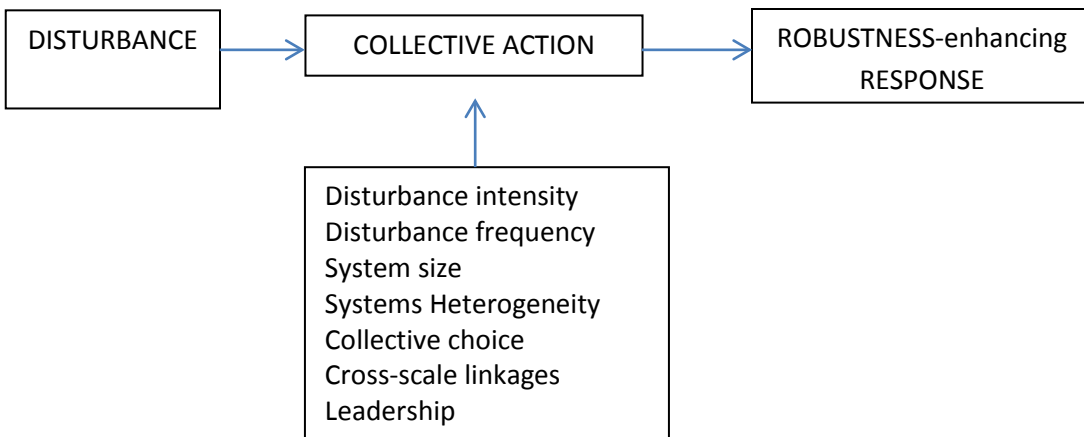 DISTURBANCE
COLLECTIVE ACTION
ROBUSTNESS-enhancing
RESPONSE
Disturbance intensity
Disturbance frequency
System size
Systems Heterogeneity
Collective choice
Cross-scale linkages
Leadership